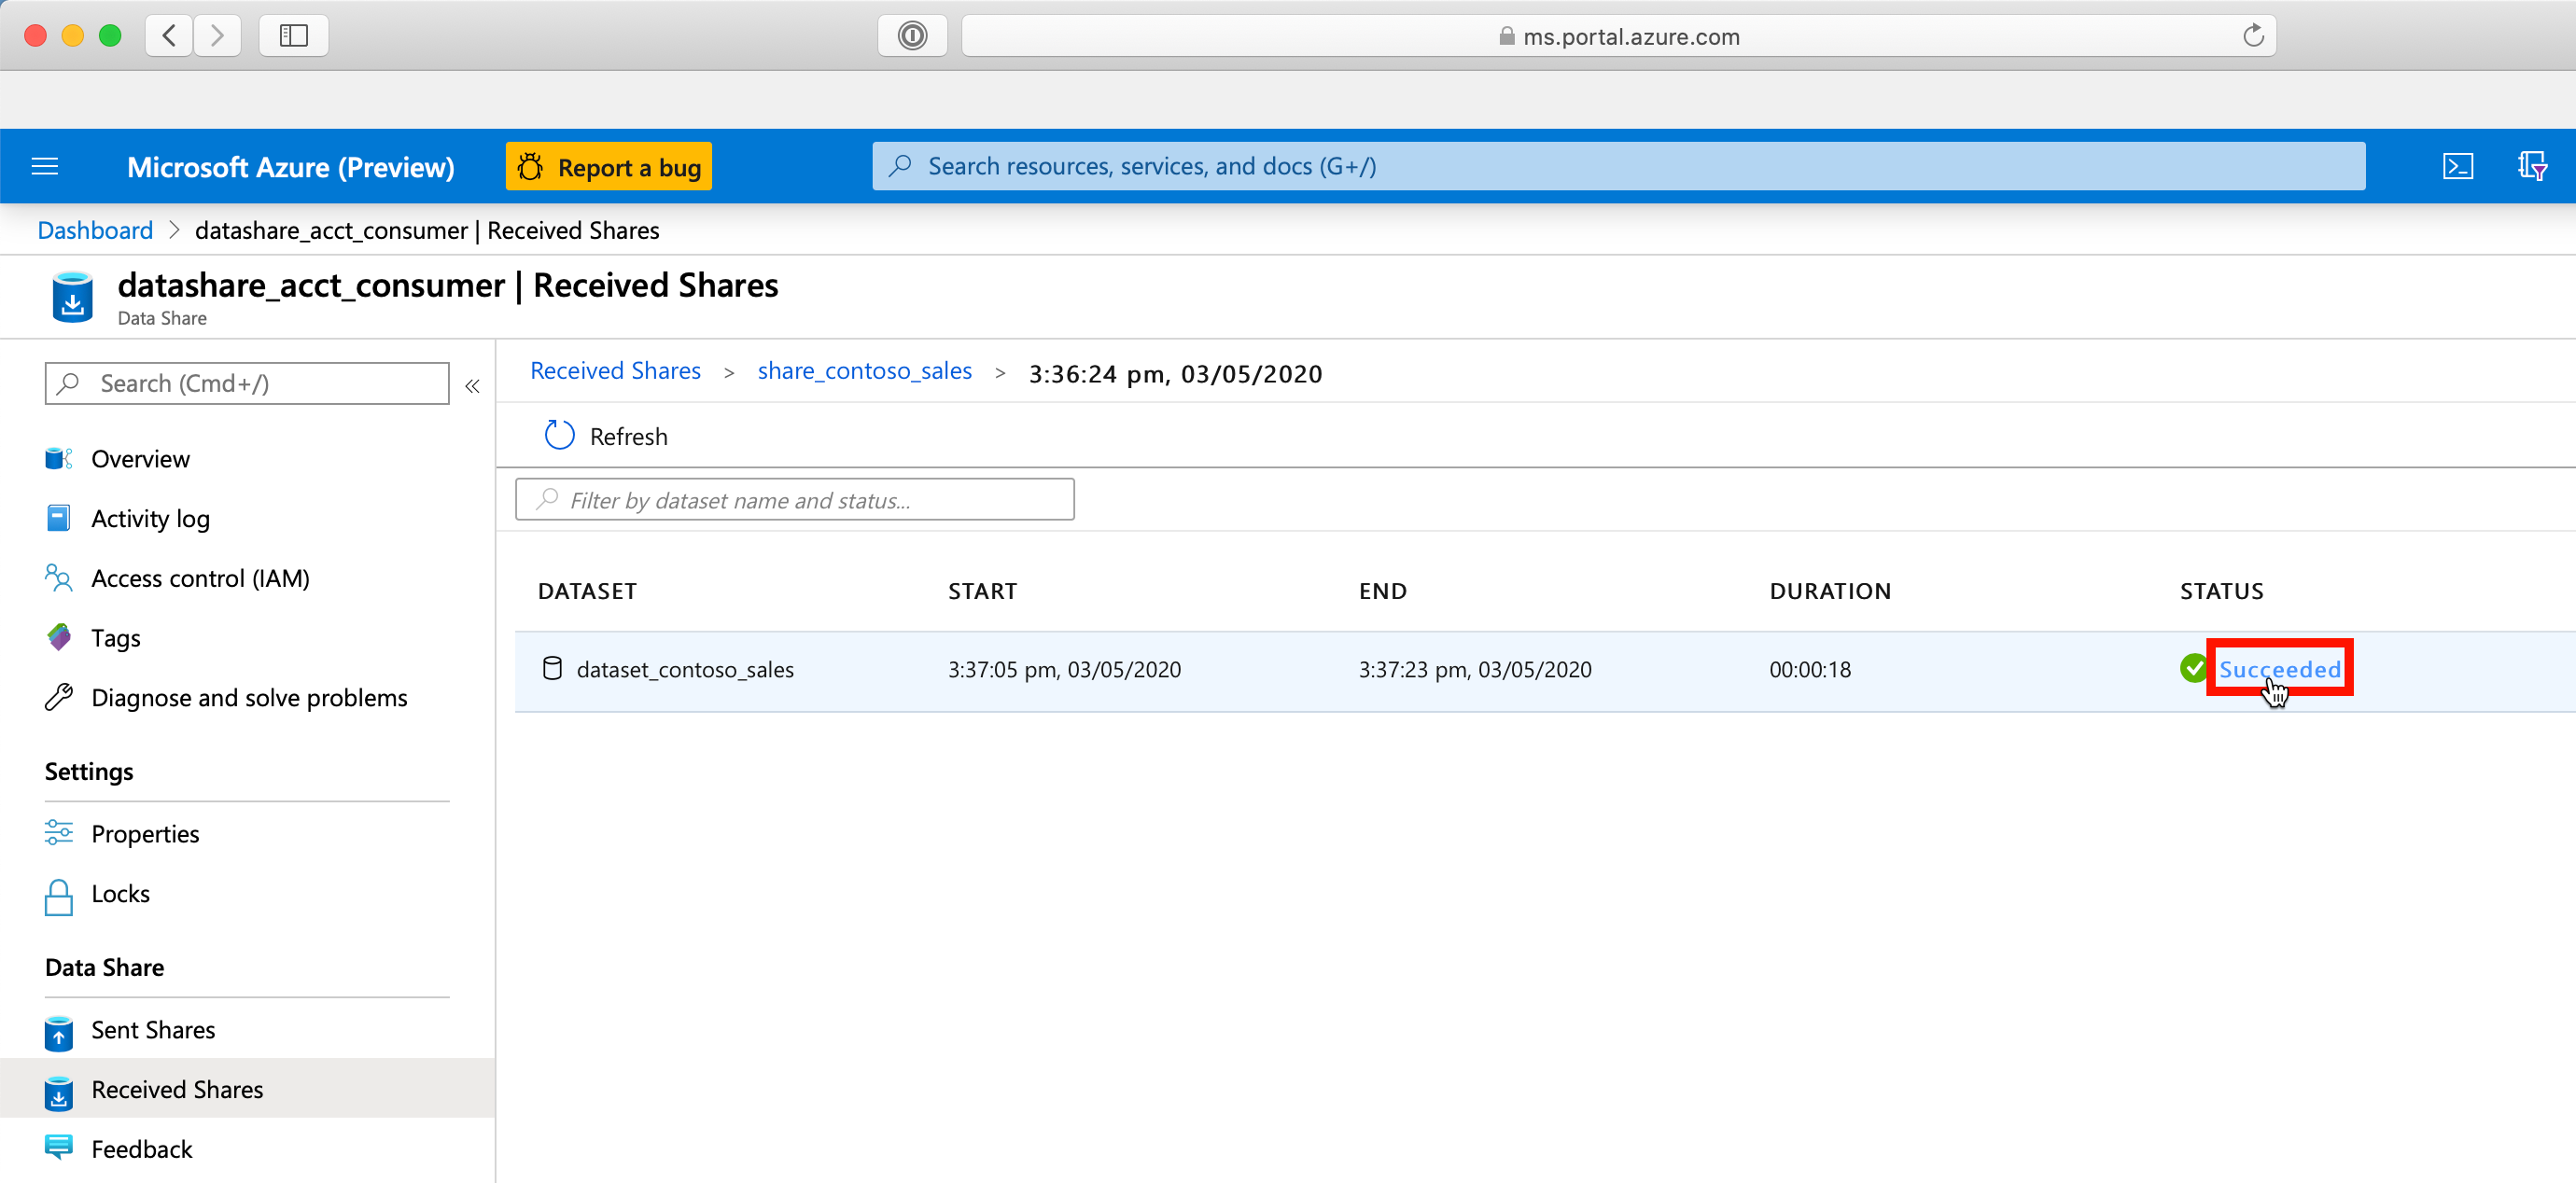 ms.portal.azure.com
Microsoft Azure (Preview)
Report a bug
Search resources, services, and docs (G+/)
Dashboard > datashare_acct_consumer | Received Shares
datashare_acct_consumer | Received Shares
Data Share
Search (Cmd+/)
«
Overview
Activity log
Access control (IAM)
Tags
Diagnose and solve problems
Settings
Properties
Locks
Data Share
Sent Shares
Received Shares
Feedback
Received Shares > share_contoso_sales > 3:36:24 pm, 03/05/2020
Refresh
Filter by dataset name and status...
DATASET START END DURATION STATUS
dataset_contoso_sales 3:37:05 pm, 03/05/2020 3:37:23 pm, 03/05/2020 00:00:18 Succeeded